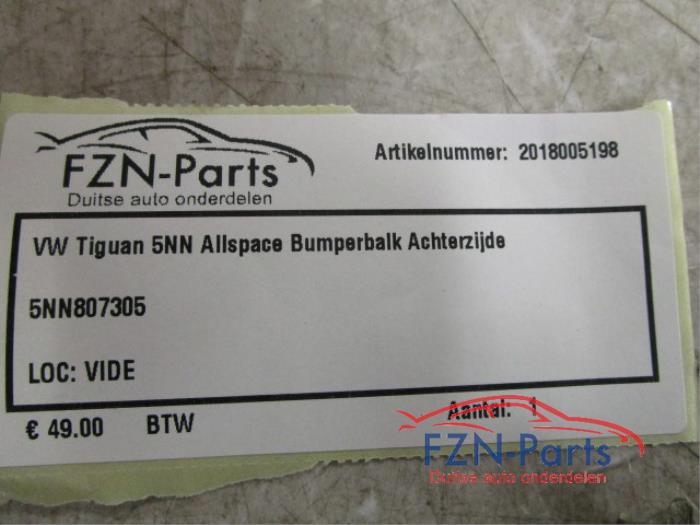 FZN-Parts
Duitse auto onderdelen
Artikelnummer: 2018005198
VW Tiguan 5NN Allspace Bumperbalk Achterzijde
5NN807305
LOC: VIDE
€ 49.00 BTW
Aantal: 1
FZN-Parts
Duitse auto onderdelen